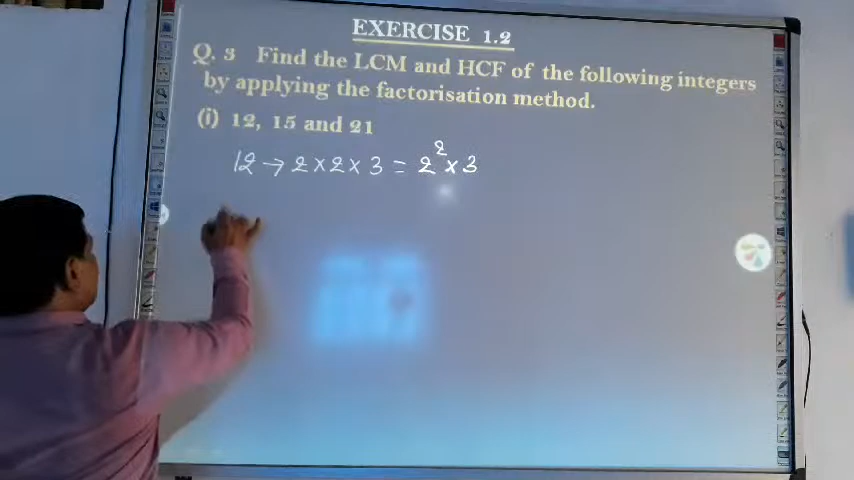 EXERCISE 1.2
Q. 3 Find the LCM and HCF of the following integers
by applying the factorisation method.
(i) 12, 15 and 21
12 → 2 × 2 × 3 = 2² × 3